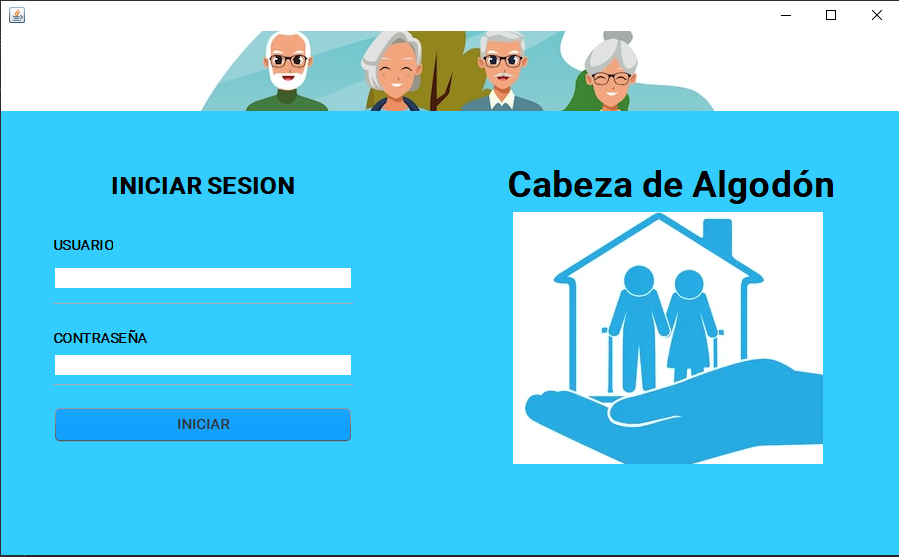 INICIAR SESION
Cabeza de Algodón
USUARIO
CONTRASEÑA
INICIAR